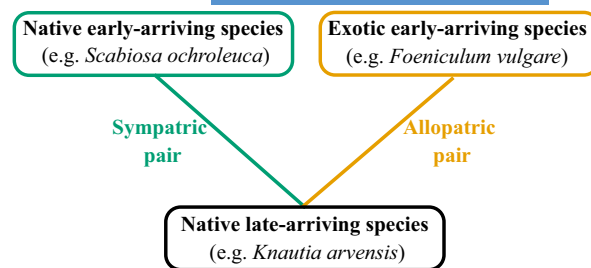 Native early-arriving species
(e.g. Scabiosa ochroleuca)
Exotic early-arriving species
(e.g. Foeniculum vulgare)
Sympatric
pair
Allopatric
pair
Native late-arriving species
(e.g. Knautia arvensis)